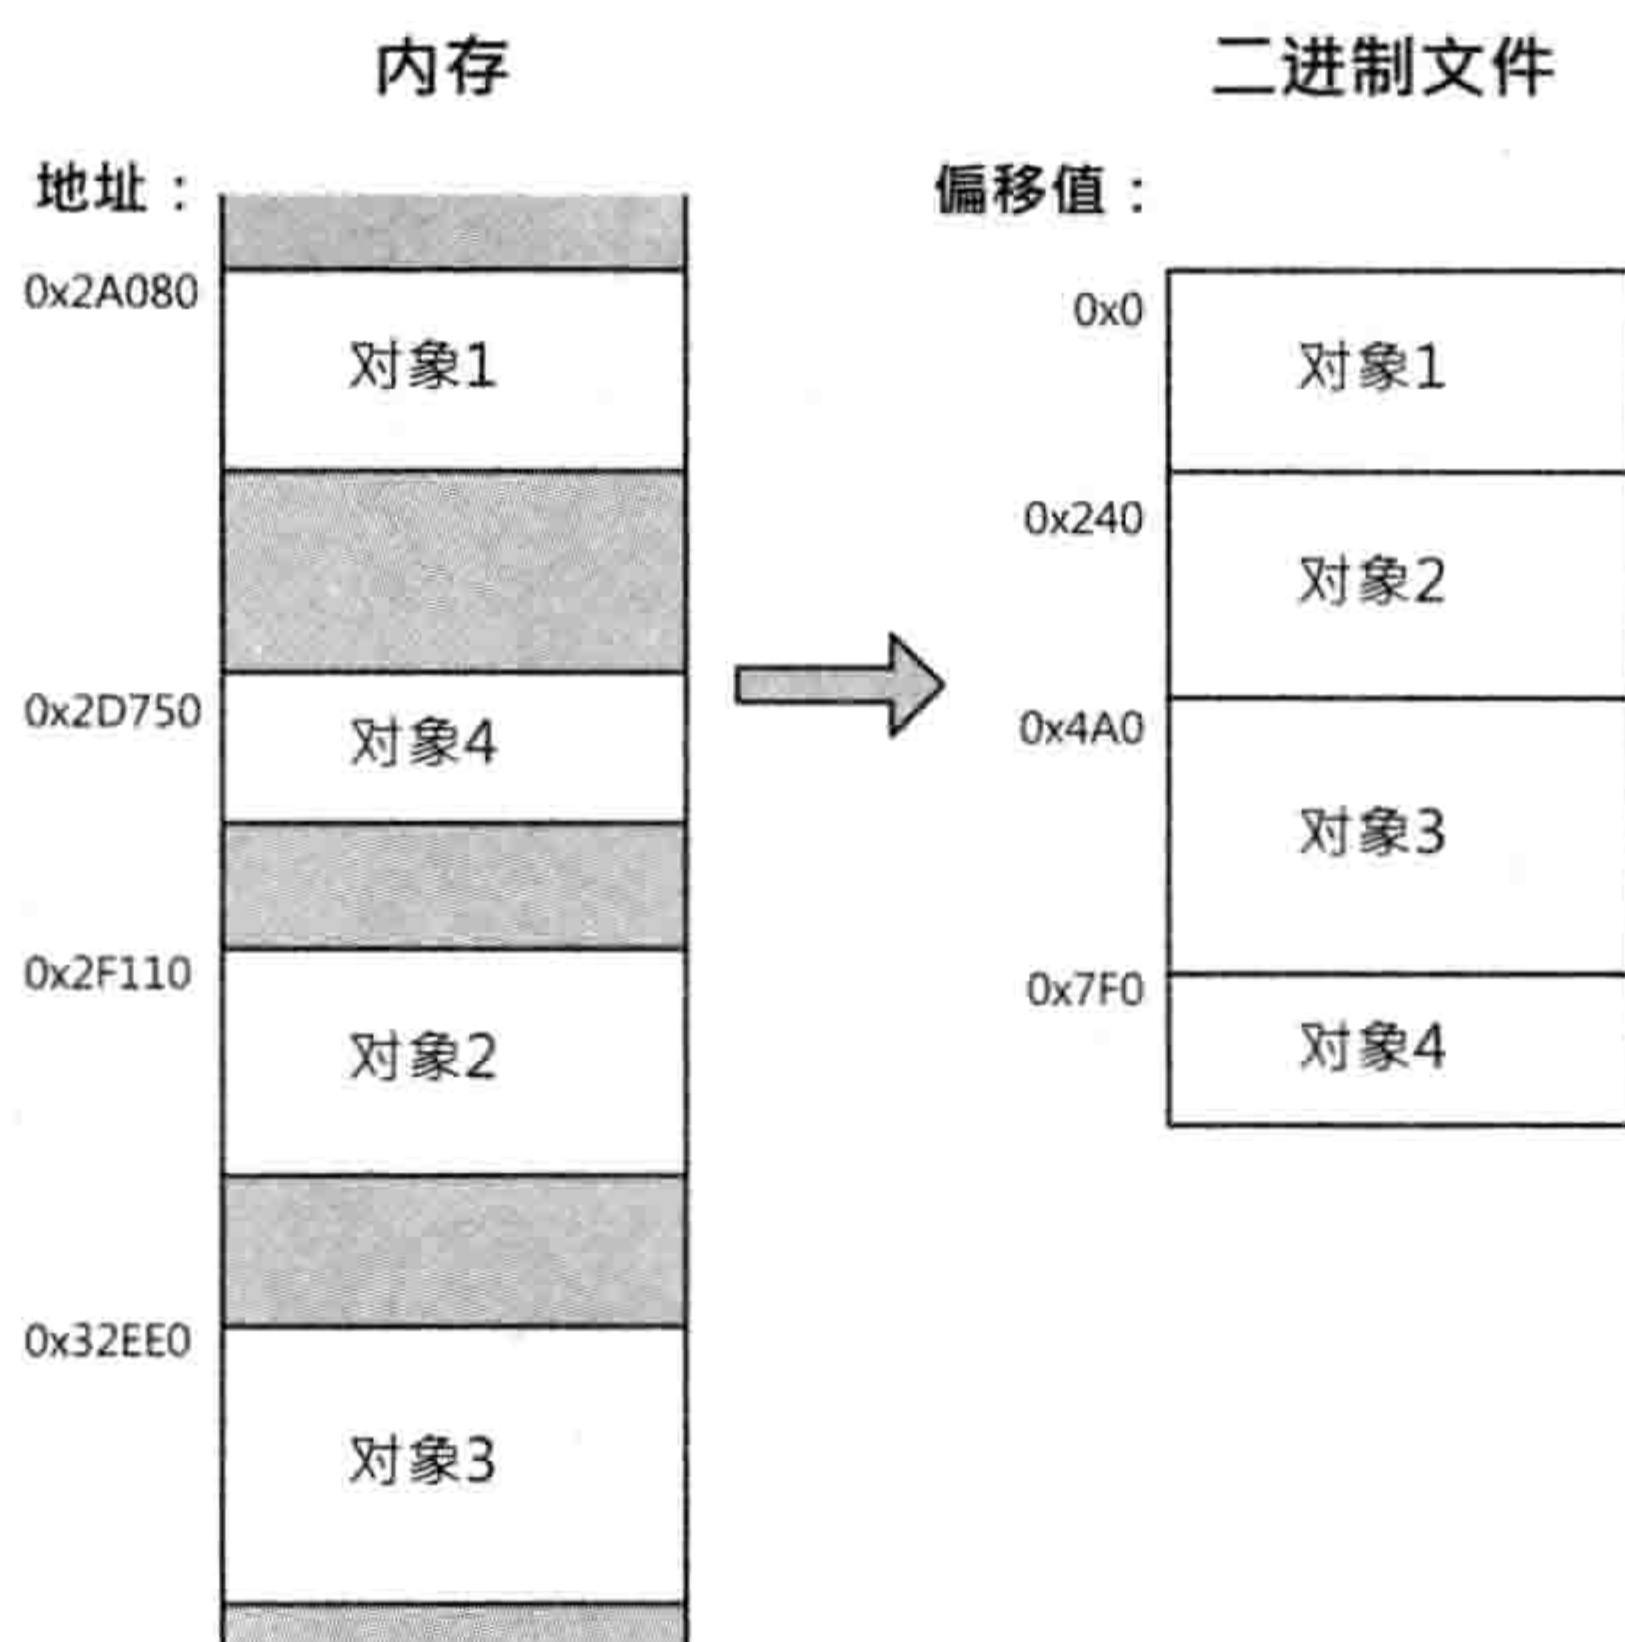 内存
地址：
0x2A080
对象1
0x2D750
对象4
0x2F110
对象2
0x32EE0
对象3
二进制文件
偏移值：
0x0
对象1
0x240
对象2
0x4A0
对象3
0x7F0
对象4